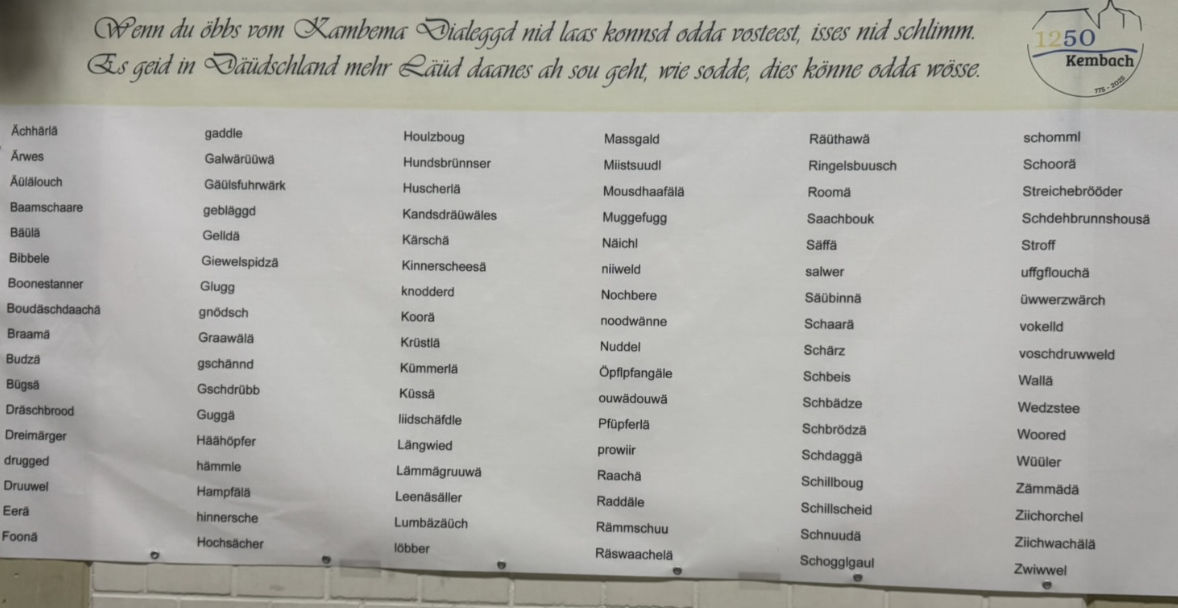 Wenn du öbbs vom Kambema Dialeggd nid laas konnsd odda vosteest, isses nid schlimm.
Es geid in Däüdschland mehr Läüd daanes ah sou geht, wie sodde, dies könne odda wösse.
1250
Kembach
775 - 2025
Ächhärlä
Ärwes
Äülälouch
Baamschaare
Bäülä
Bibbele
Boonestanner
Boudäschdaachä
Braamä
Budzä
Bügsä
Dräschbrood
Dreimärger
drugged
Druuwel
Eerä
Foonä
gaddle
Galwärüüwä
Gäülsfuhrwärk
gebläggd
Gelldä
Giewelspidzä
Glugg
gnödsch
Graawälä
gschännd
Gschdrübb
Guggä
Häähöpfer
hämmle
Hampfälä
hinnersche
Hochsächer
Houlzboug
Hundsbrünnser
Huscherlä
Kandsdräüwäles
Kärschä
Kinnerscheesä
knodderd
Koorä
Krüstlä
Kümmerlä
Küssä
liidschäfdle
Längwied
Lämmägruuwä
Leenäsäller
Lumbäzäüch
löbber
Massgald
Miistsuudl
Mousdhaafälä
Muggefugg
Näichl
niiweld
Nochbere
noodwänne
Nuddel
Öpflpfangäle
ouwädouwä
Pfüpferlä
prowiir
Raachä
Raddäle
Rämmschuu
Räswaachelä
Räüthawä
Ringelsbuusch
Roomä
Saachbouk
Säffä
salwer
Säübinnä
Schaarä
Schärz
Schbeis
Schbädze
Schbrödzä
Schdaggä
Schillboug
Schillscheid
Schnuudä
Schogglgaul
schomml
Schoorä
Streichebrööder
Schdehbrunnshousä
Stroff
uffgflouchä
üwwerzwärch
vokelld
voschdruwweld
Wallä
Wedzstee
Woored
Wüüler
Zämmädä
Ziichorchel
Ziichwachälä
Zwiwwel